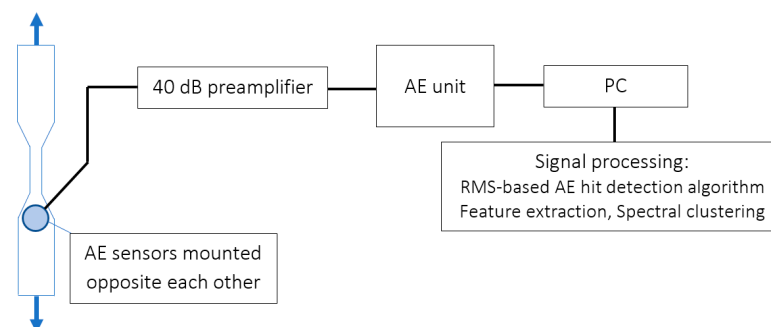 40 dB preamplifier
AE unit
PC
Signal processing:
RMS-based AE hit detection algorithm
Feature extraction, Spectral clustering
AE sensors mounted
opposite each other